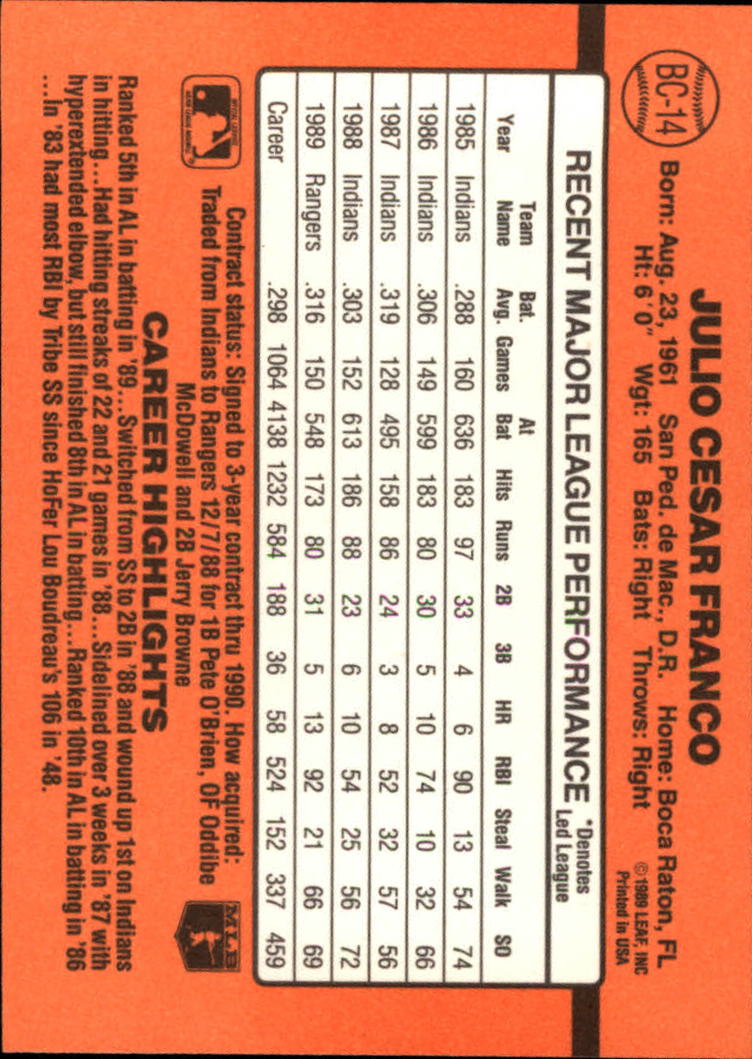 BC-14
JULIO CESAR FRANCO
Born: Aug. 23, 1961 San Ped. de Mac., D.R. Home: Boca Raton, FL
Ht: 6'0" Wgt: 165 Bats: Right Throws: Right
©1989 LEAF, INC
Printed in USA
RECENT MAJOR LEAGUE PERFORMANCE *Denotes Led League
Year Team Name Bat. Avg. Games At Bat Hits Runs 2B 3B HR RBI Steal Walk SO
1985 Indians .288 160 636 183 97 33 4 6 90 13 54 74
1986 Indians .306 149 599 183 80 30 5 10 74 10 32 66
1987 Indians .319 128 495 158 86 24 3 8 52 32 57 56
1988 Indians .303 152 613 186 88 23 6 10 54 25 56 72
1989 Rangers .316 150 548 173 80 31 5 13 92 21 66 69
Career .298 1064 4138 1232 584 188 36 58 524 152 337 459
Contract status: Signed to 3-year contract thru 1990. How acquired:
Traded from Indians to Rangers 12/7/88 for 1B Pete O'Brien, OF Oddibe
McDowell and 2B Jerry Browne
MLB
CAREER HIGHLIGHTS
Ranked 5th in AL in batting in '89...Switched from SS to 2B in '88 and wound up 1st on Indians
in hitting...Had hitting streaks of 22 and 21 games in '88...Sidelined over 3 weeks in '87 with
hyperextended elbow, but still finished 8th in AL in batting...Ranked 10th in AL in batting in '86
...In '83 had most RBI by Tribe SS since HoFer Lou Boudreau's 106 in '48.